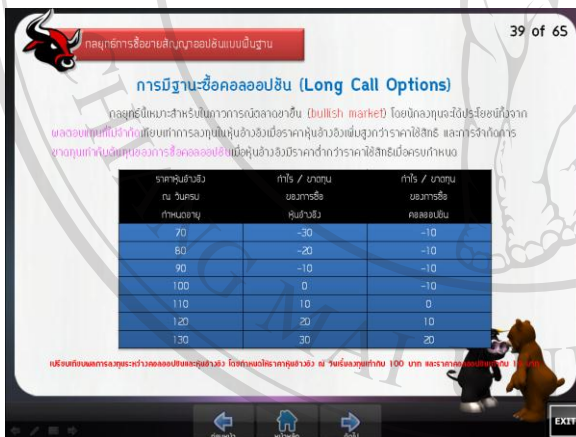 39 of 65
กลยุทธ์การซื้อขายสัญญาออปชันแบบพื้นฐาน
การมีฐานะซื้อคอลออปชัน (Long Call Options)
กลยุทธ์นี้เหมาะสำหรับในภาวการณ์ตลาดขาขึ้น (bullish market) โดยนักลงทุนจะได้ประโยชน์ทั้งจาก
ผลตอบแทนที่ไม่จำกัดเทียบเท่าการลงทุนในหุ้นอ้างอิงเมื่อราคาหุ้นอ้างอิงเพิ่มสูงกว่าราคาใช้สิทธิ และการจำกัดการ
ขาดทุนเท่ากับต้นทุนของการซื้อคอลออปชันเมื่อหุ้นอ้างอิงมีราคาต่ำกว่าราคาใช้สิทธิเมื่อครบกำหนด
ราคาหุ้นอ้างอิง กำไร / ขาดทุน กำไร / ขาดทุน
ณ วันครบ ของการซื้อ ของการซื้อ
กำหนดอายุ หุ้นอ้างอิง คอลออปชัน
70 -30 -10
80 -20 -10
90 -10 -10
100 0 -10
110 10 0
120 20 10
130 30 20
เปรียบเทียบผลการลงทุนระหว่างคอลออปชันและหุ้นอ้างอิง โดยกำหนดให้ราคาหุ้นอ้างอิง ณ วันเริ่มลงทุนเท่ากับ 100 บาท และราคาคอลออปชัน
EXIT